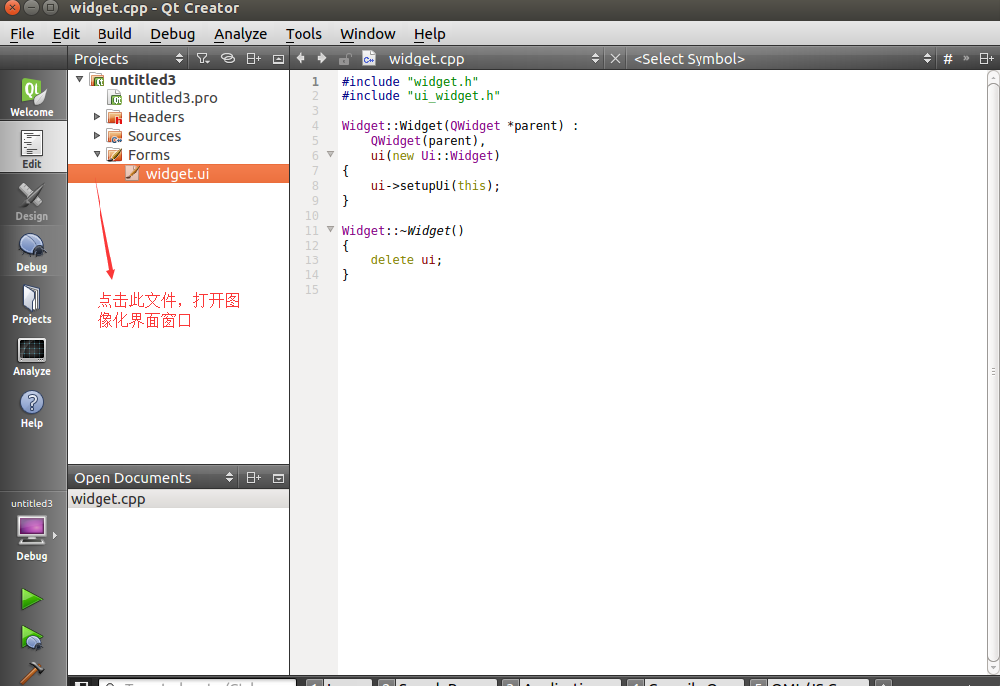 widget.cpp - Qt Creator
File Edit Build Debug Analyze Tools Window Help
Projects
widget.cpp
<Select Symbol>
#
»
Welcome
Edit
Design
Debug
Projects
Analyze
Help
untitled3
Debug
untitled3
untitled3.pro
Headers
Sources
Forms
widget.ui
点击此文件，打开图
像化界面窗口
Open Documents
widget.cpp
1 #include "widget.h"
2 #include "ui_widget.h"
3
4 Widget::Widget(QWidget *parent) :
5 QWidget(parent),
6 ui(new Ui::Widget)
7 {
8 ui->setupUi(this);
9 }
10
11 Widget::~Widget()
12 {
13 delete ui;
14 }
15